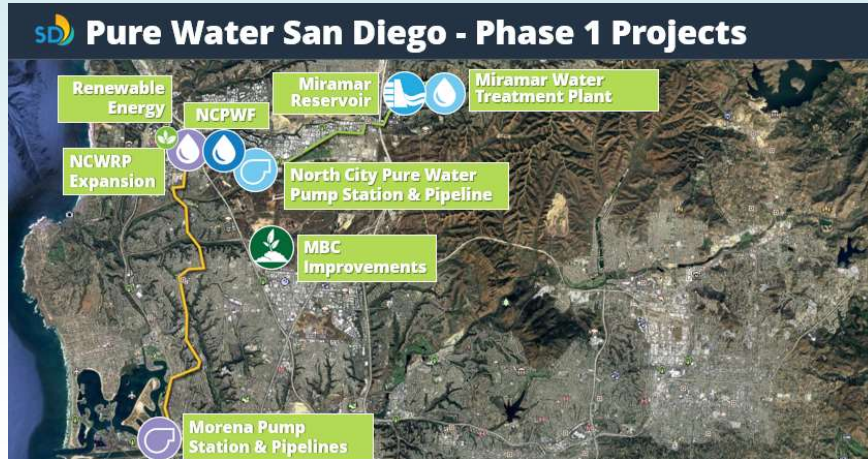 SD Pure Water San Diego - Phase 1 Projects
Renewable
Energy
NCPWF
Miramar
Reservoir
Miramar Water
Treatment Plant
NCWRP
Expansion
North City Pure Water
Pump Station & Pipeline
MBC
Improvements
Morena Pump
Station & Pipelines